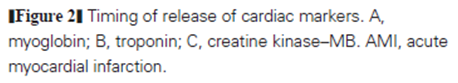 ▌Figure 2▌ Timing of release of cardiac markers. A,
myoglobin; B, troponin; C, creatine kinase–MB. AMI, acute
myocardial infarction.